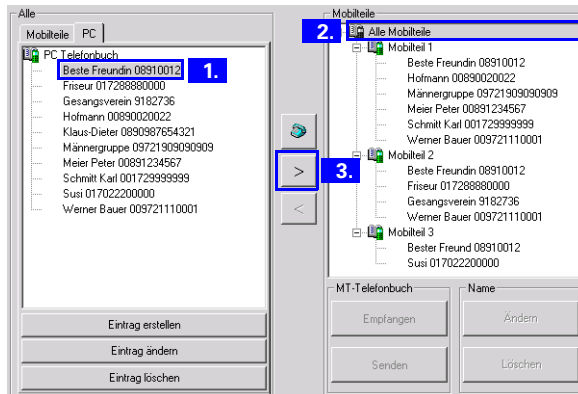 Alle
Mobilteile PC
PC Telefonbuch
Beste Freundin 08910012
1.
Friseur 017288880000
Gesangsverein 9182736
Hofmann 00890020022
Klaus-Dieter 0890987654321
Männergruppe 09721909090909
Meier Peter 00891234567
Schmitt Karl 001729999999
Susi 017022200000
Werner Bauer 009721110001
Eintrag erstellen
Eintrag ändern
Eintrag löschen
>
3.
<
Mobilteile
2.
Alle Mobilteile
Mobilteil 1
Beste Freundin 08910012
Hofmann 00890020022
Männergruppe 09721909090909
Meier Peter 00891234567
Schmitt Karl 001729999999
Werner Bauer 009721110001
Mobilteil 2
Beste Freundin 08910012
Friseur 017288880000
Gesangsverein 9182736
Werner Bauer 009721110001
Mobilteil 3
Bester Freund 08910012
Susi 017022200000
MT-Telefonbuch
Empfangen
Senden
Name
Ändern
Löschen